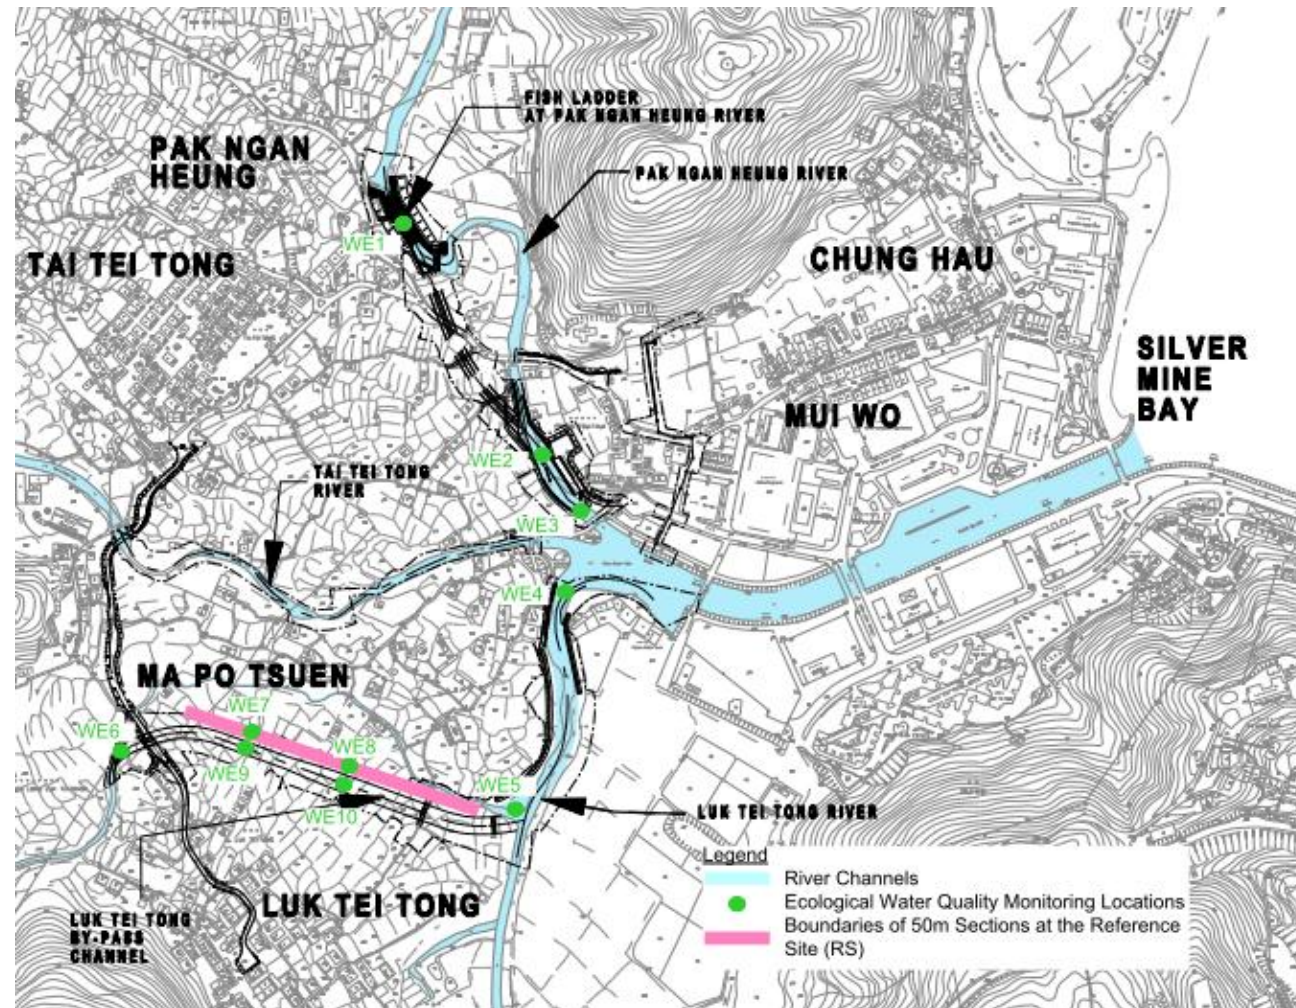 FISH LADDER
AT PAK NGAN HEUNG RIVER
PAK NGAN
HEUNG
PAK NGAN HEUNG RIVER
WE1
TAI TEI TONG
CHUNG HAU
SILVER
MINE
BAY
MUI WO
WE2
TAI TEI TONG
RIVER
WE3
WE4
MA PO TSUEN
WE7
WE6
WE8
WE9
WE5
WE10
LUK TEI TONG RIVER
LUK TEI TONG
LUK TEI TONG
BY-PASS
CHANNEL
Legend
River Channels
Ecological Water Quality Monitoring Locations
Boundaries of 50m Sections at the Reference
Site (RS)